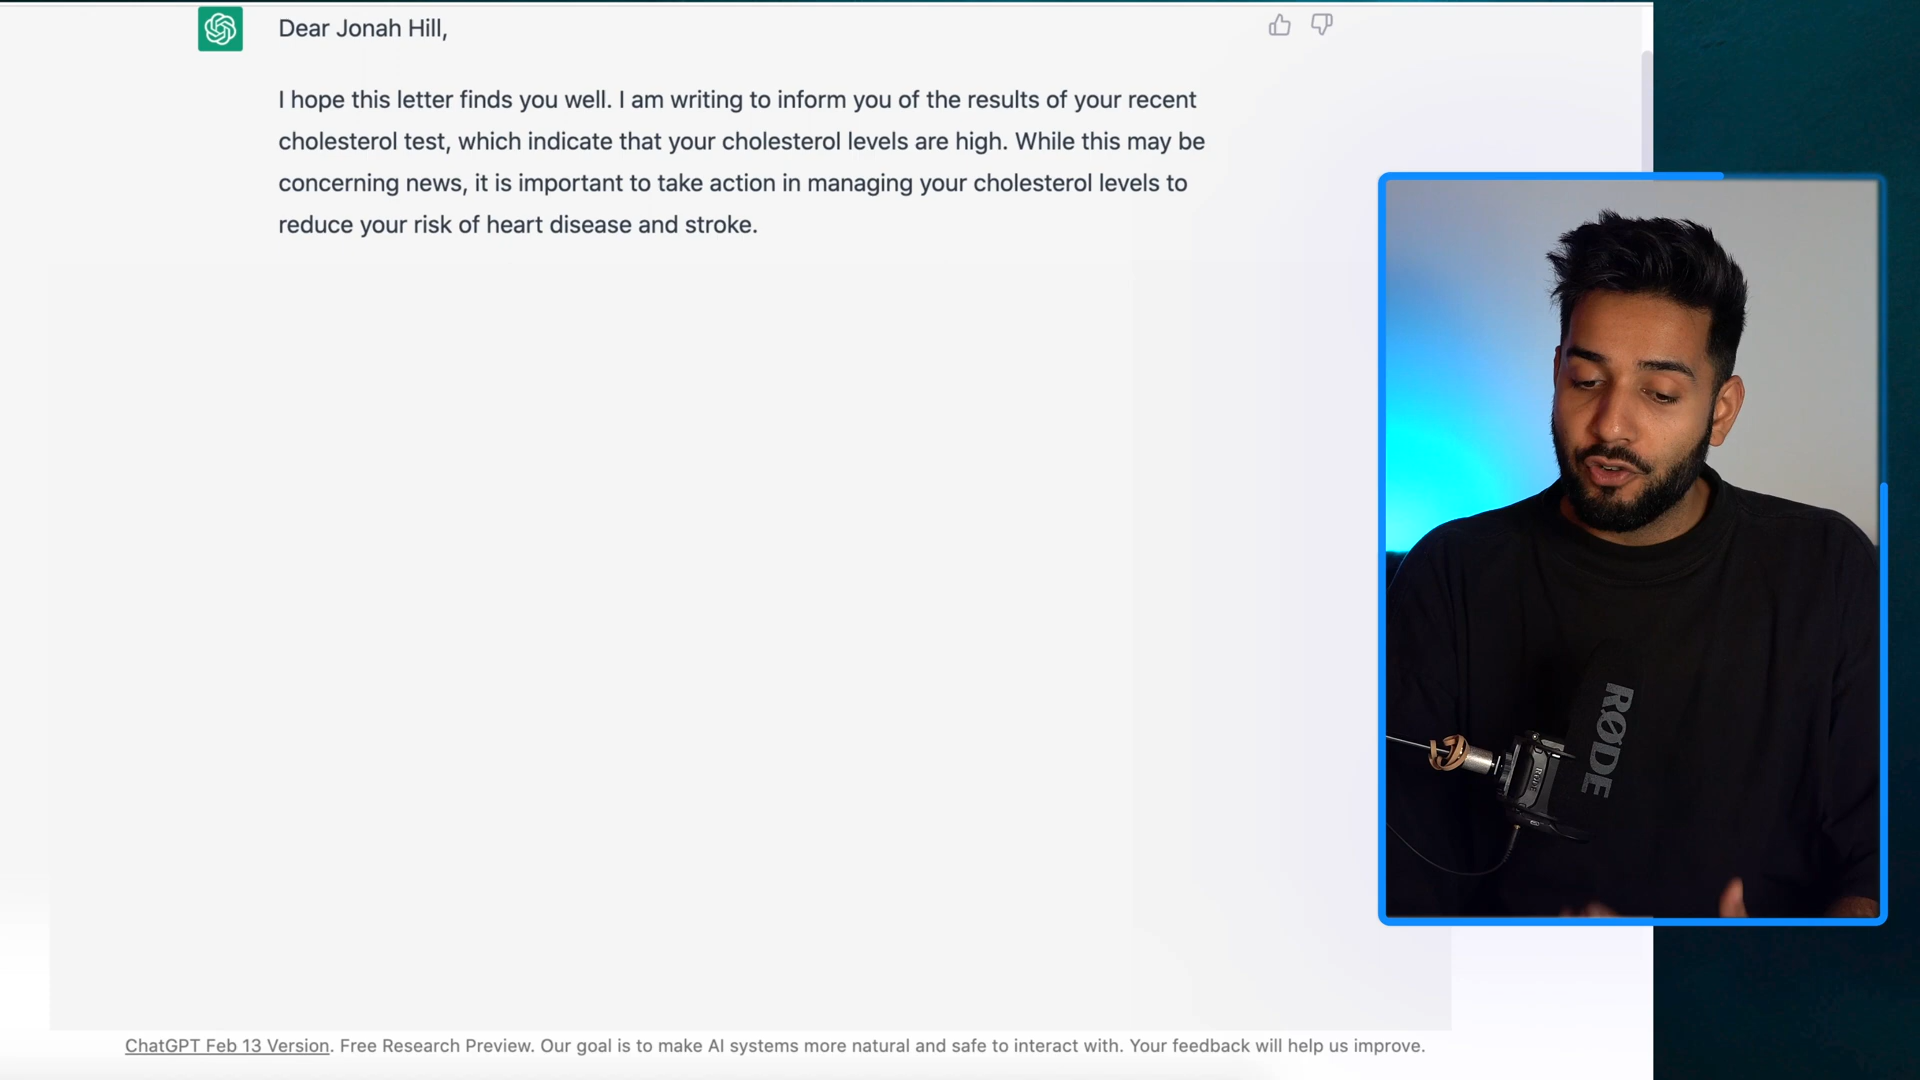 Dear Jonah Hill,
I hope this letter finds you well. I am writing to inform you of the results of your recent
cholesterol test, which indicate that your cholesterol levels are high. While this may be
concerning news, it is important to take action in managing your cholesterol levels to
reduce your risk of heart disease and stroke.
RØDE
RØDE
ChatGPT Feb 13 Version. Free Research Preview. Our goal is to make AI systems more natural and safe to interact with. Your feedback will help us improve.